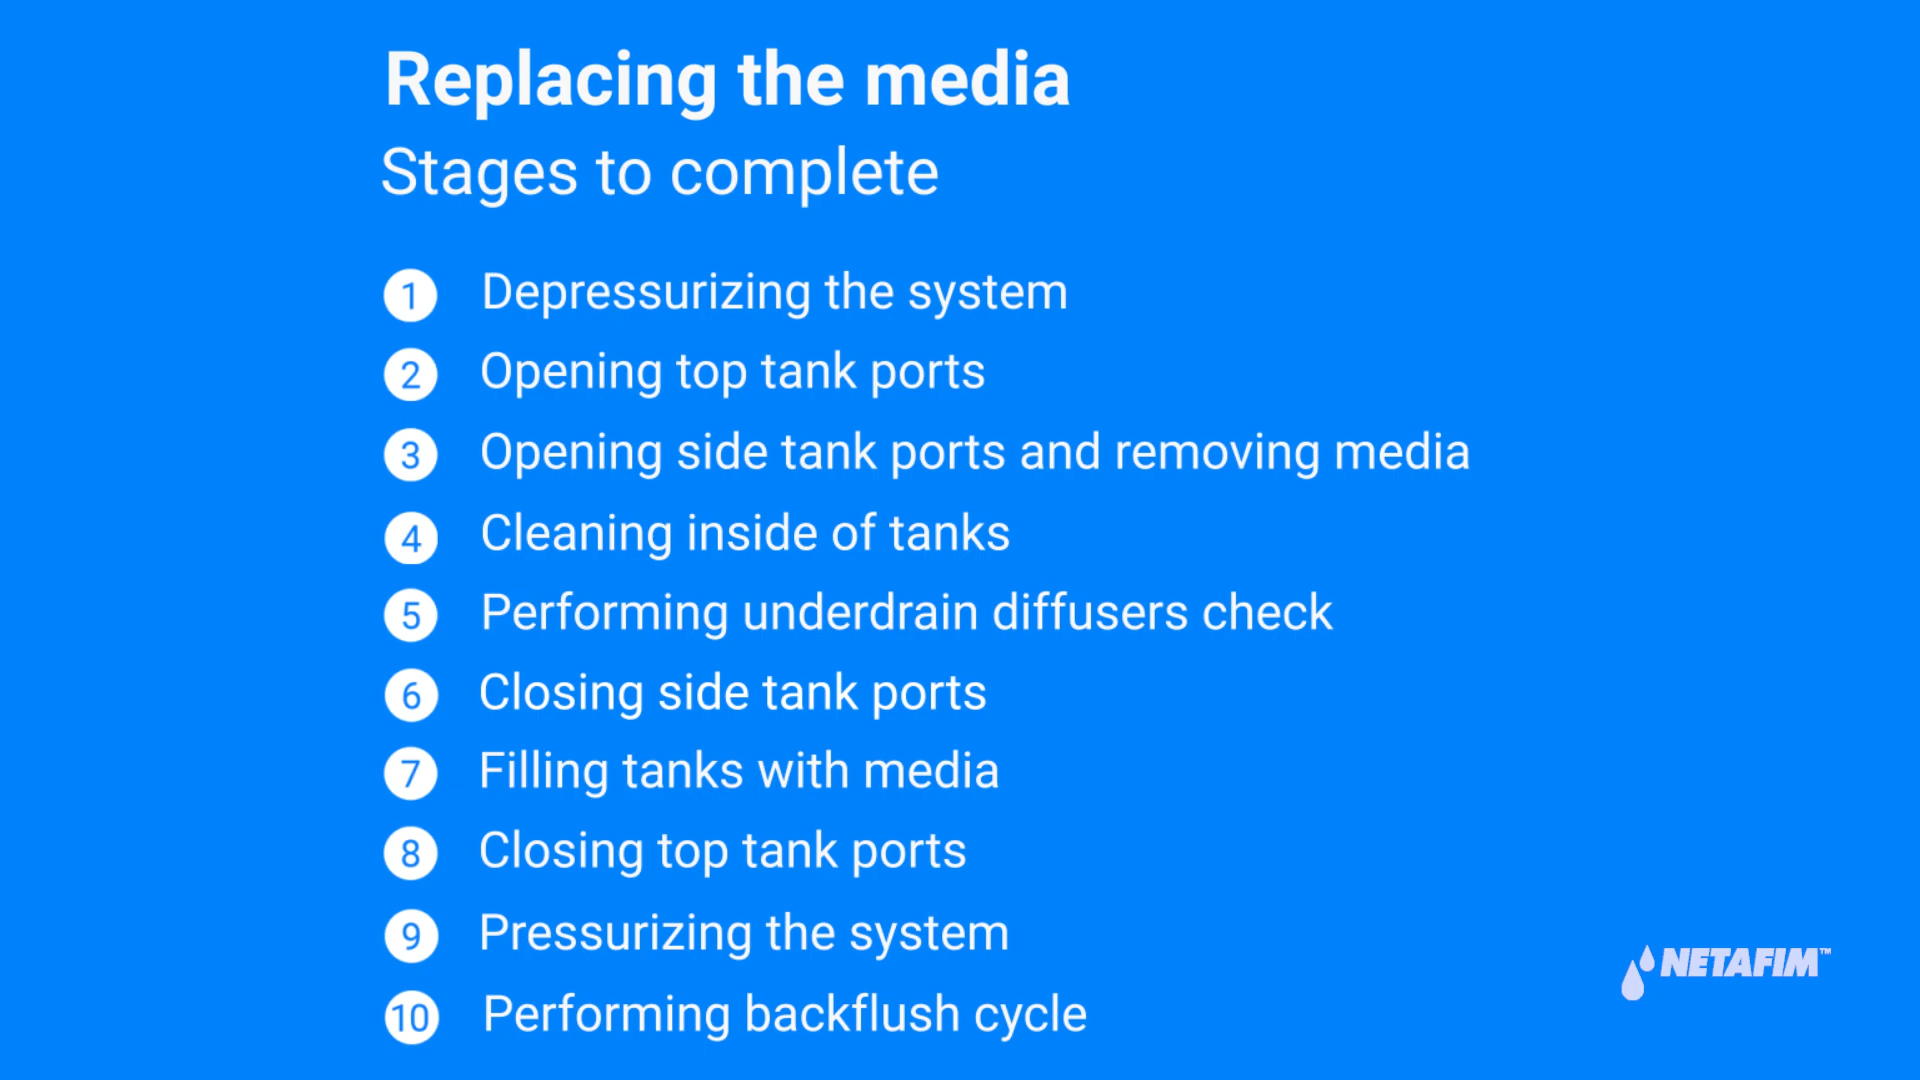 Replacing the media
Stages to complete
1 Depressurizing the system
2 Opening top tank ports
3 Opening side tank ports and removing media
4 Cleaning inside of tanks
5 Performing underdrain diffusers check
6 Closing side tank ports
7 Filling tanks with media
8 Closing top tank ports
9 Pressurizing the system
10 Performing backflush cycle
NETAFIM™